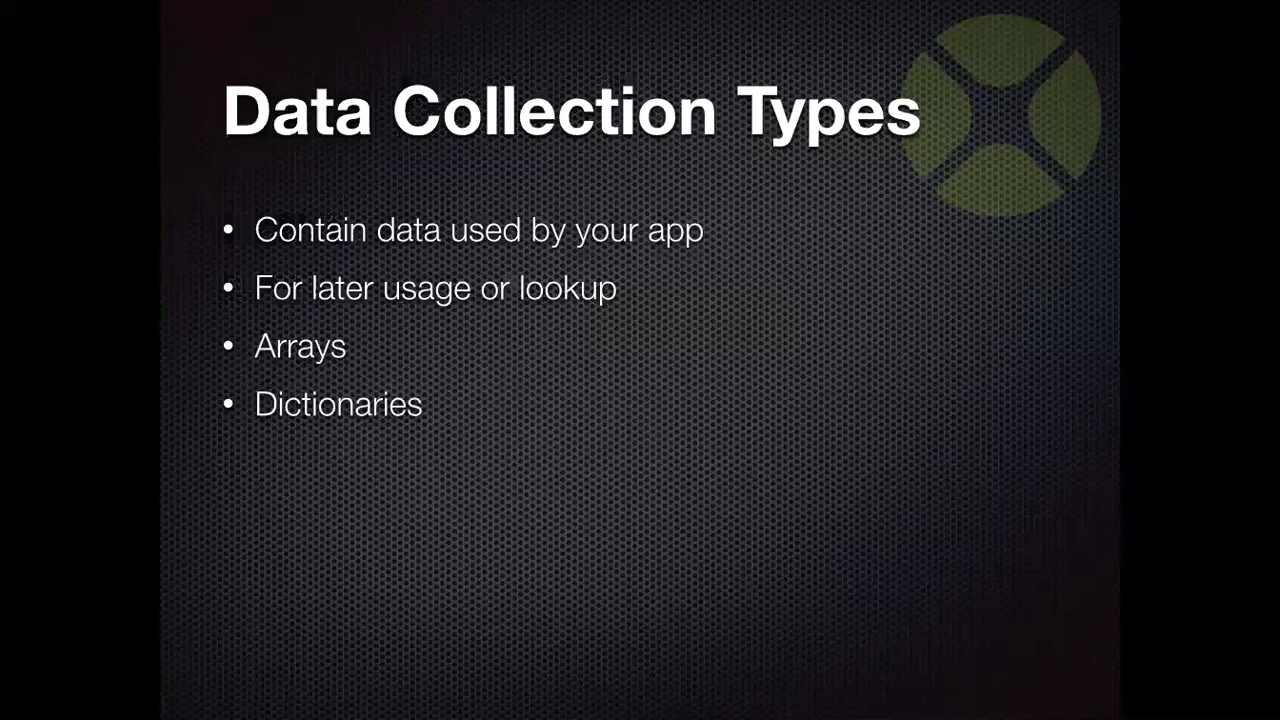 Data Collection Types
• Contain data used by your app
• For later usage or lookup
• Arrays
• Dictionaries